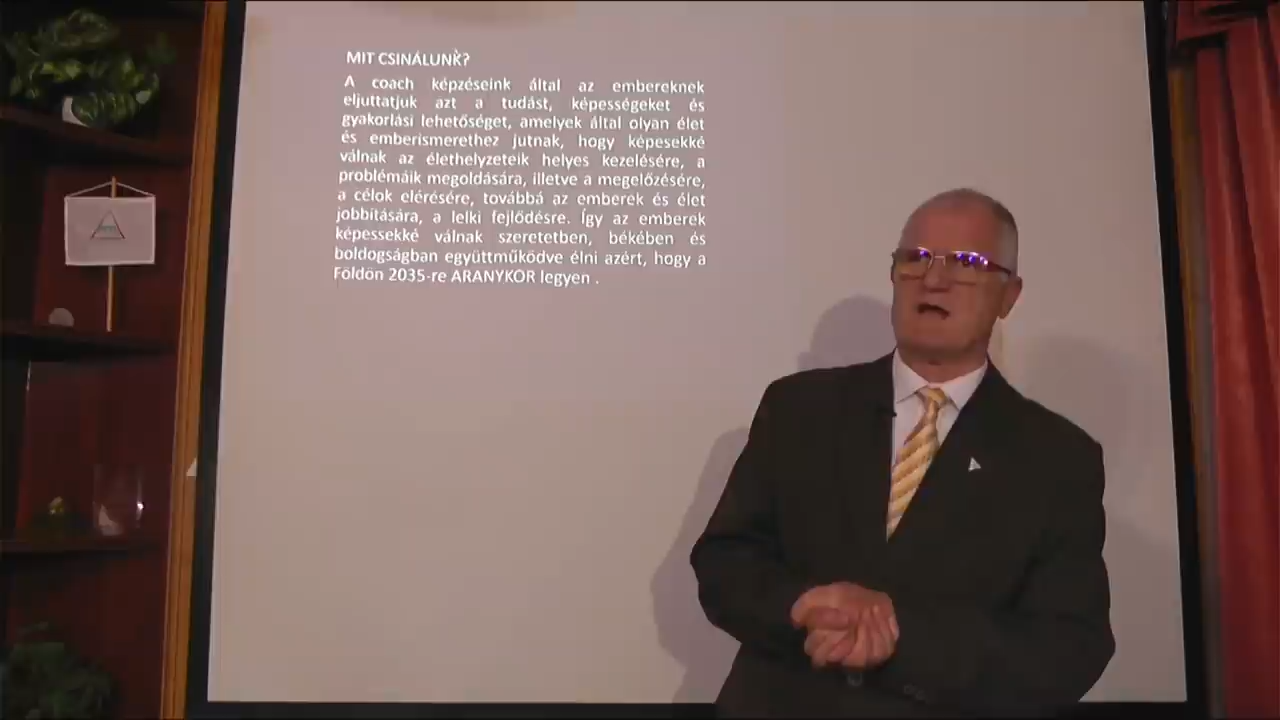 MIT CSINÁLUNK?
A coach képzéseink által az embereknek
eljuttatjuk azt a tudást, képességeket és
gyakorlási lehetőséget, amelyek által olyan élet
és emberismerethez jutnak, hogy képesekké
válnak az élethelyzeteik helyes kezelésére, a
problémáik megoldására, illetve a megelőzésére,
a célok elérésére, továbbá az emberek és élet
jobbítására, a lelki fejlődésre. Így az emberek
képessekké válnak szeretetben, békében és
boldogságban együttműködve élni azért, hogy a
Földön 2035-re ARANYKOR legyen .